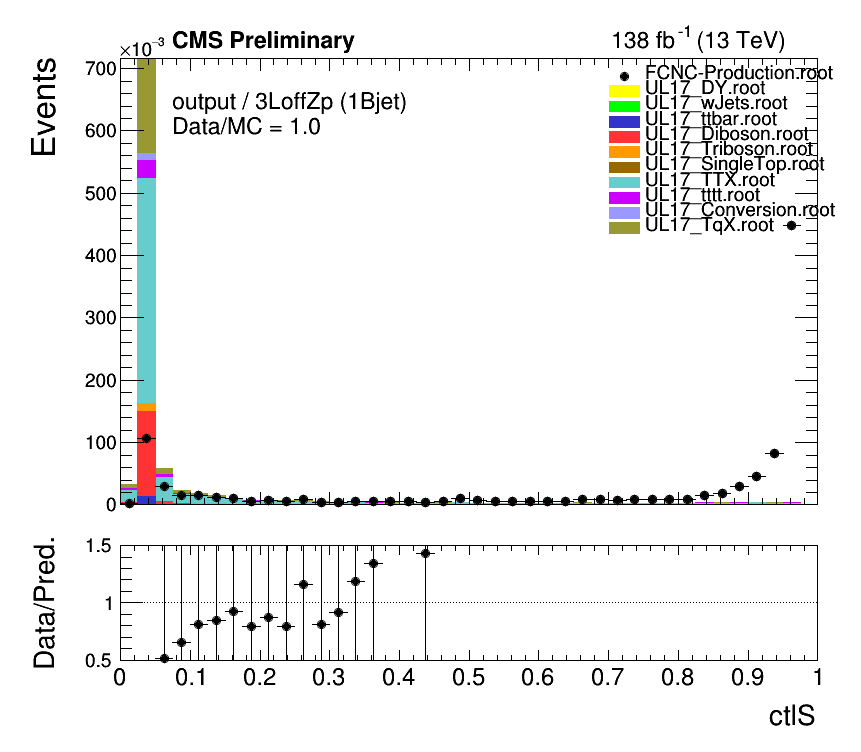 ×10⁻³ CMS Preliminary 138 fb⁻¹ (13 TeV)
Events
700
600
500
400
300
200
100
0
output / 3LoffZp (1Bjet)
Data/MC = 1.0
FCNC-Production.root
UL17_DY.root
UL17_wJets.root
UL17_ttbar.root
UL17_Diboson.root
UL17_Triboson.root
UL17_SingleTop.root
UL17_TTX.root
UL17_tttt.root
UL17_Conversion.root
UL17_TqX.root
Data/Pred.
1.5
1
0.5
0 0.1 0.2 0.3 0.4 0.5 0.6 0.7 0.8 0.9 1
ctlS